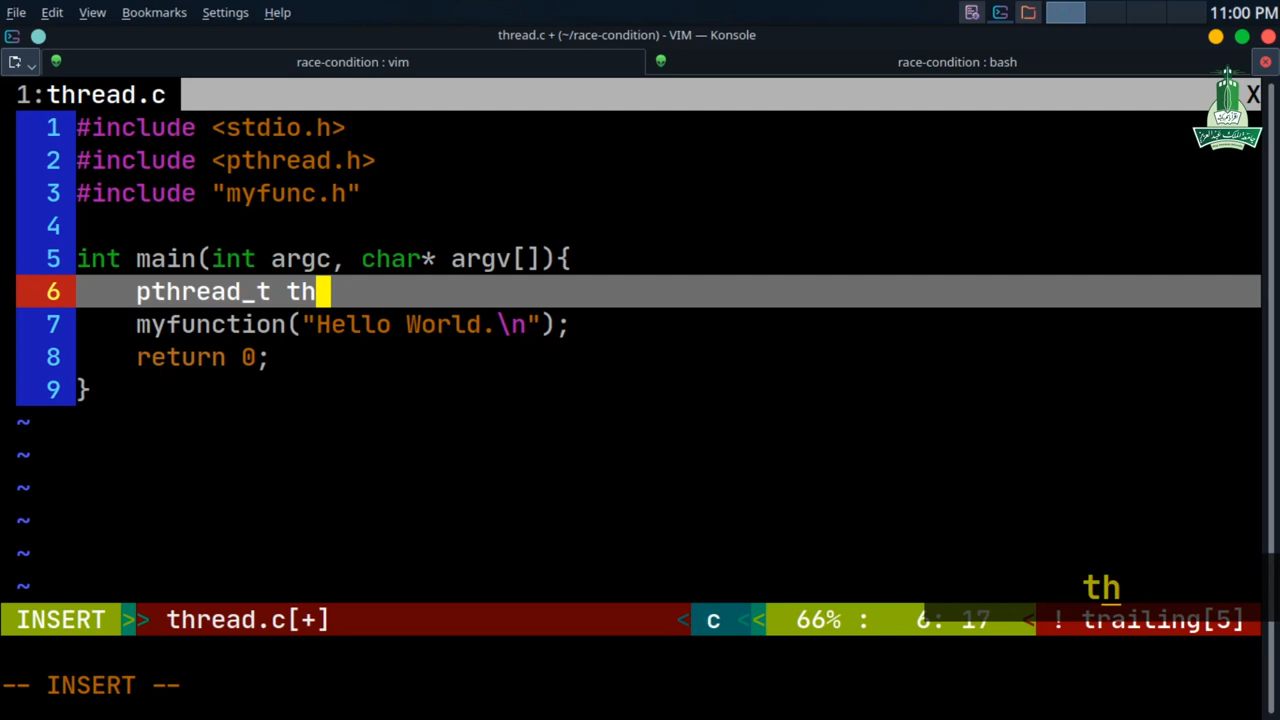 File Edit View Bookmarks Settings Help 11:00 PM
thread.c + (~/race-condition) - VIM — Konsole
race-condition : vim race-condition : bash
1:thread.c X
1 #include <stdio.h>
2 #include <pthread.h>
3 #include "myfunc.h"
4
5 int main(int argc, char* argv[]){
6 pthread_t th
7 myfunction("Hello World.\n");
8 return 0;
9 }
~
~
~
~
~
~
th
INSERT >> thread.c[+] < c << 66% : 6: 17 < ! trailing[5]
-- INSERT --